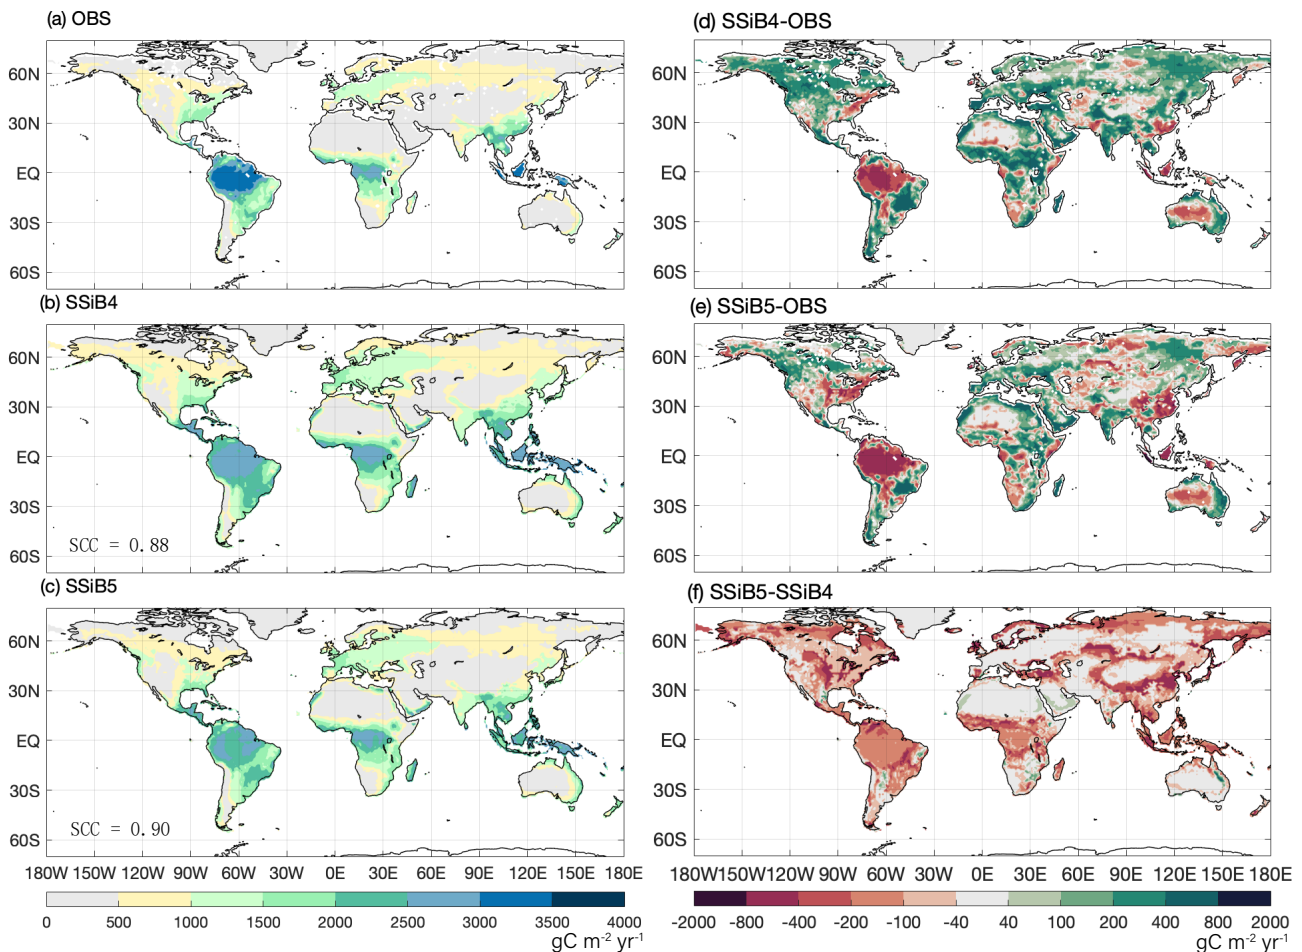 (a) OBS
60N
30N
EQ
30S
60S
(b) SSiB4
60N
30N
EQ
30S
60S
SCC = 0.88
(c) SSiB5
60N
30N
EQ
30S
60S
SCC = 0.90
180W 150W 120W 90W 60W 30W 0E 30E 60E 90E 120E 150E 180E
0 500 1000 1500 2000 2500 3000 3500 4000
gC m-2 yr-1
(d) SSiB4-OBS
60N
30N
EQ
30S
60S
(e) SSiB5-OBS
60N
30N
EQ
30S
60S
(f) SSiB5-SSiB4
60N
30N
EQ
30S
60S
180W150W120W 90W 60W 30W 0E 30E 60E 90E 120E 150E 180E
-2000 -800 -400 -200 -100 -40 40 100 200 400 800 2000
gC m-2 yr-1